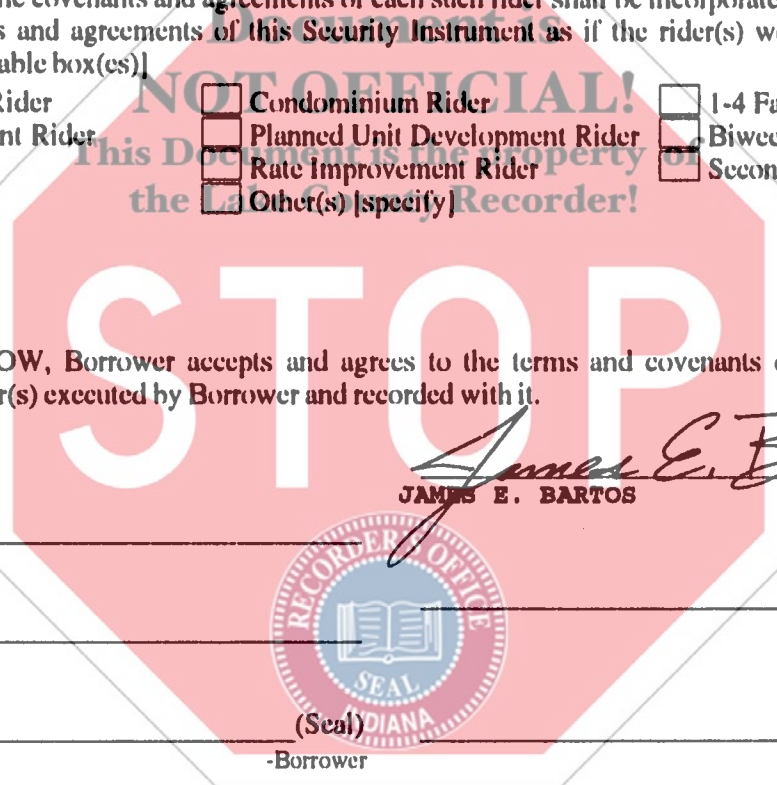 the covenants and agreements of each such rider shall be incorporate
Document is
s and agreements of this Security Instrument as if the rider(s) w
able box(es)]
NOT OFFICIAL!
Rider Condominium Rider 1-4 Fa
nt Rider Planned Unit Development Rider Biwee
This Document is the property of
Rate Improvement Rider Secon
the Lake County Recorder!
Other(s) [specify]
STOP
OW, Borrower accepts and agrees to the terms and covenants
r(s) executed by Borrower and recorded with it.
James E. B
JAMES E. BARTOS
RECORDER'S OFFICE
SEAL
INDIANA
(Seal)
-Borrower